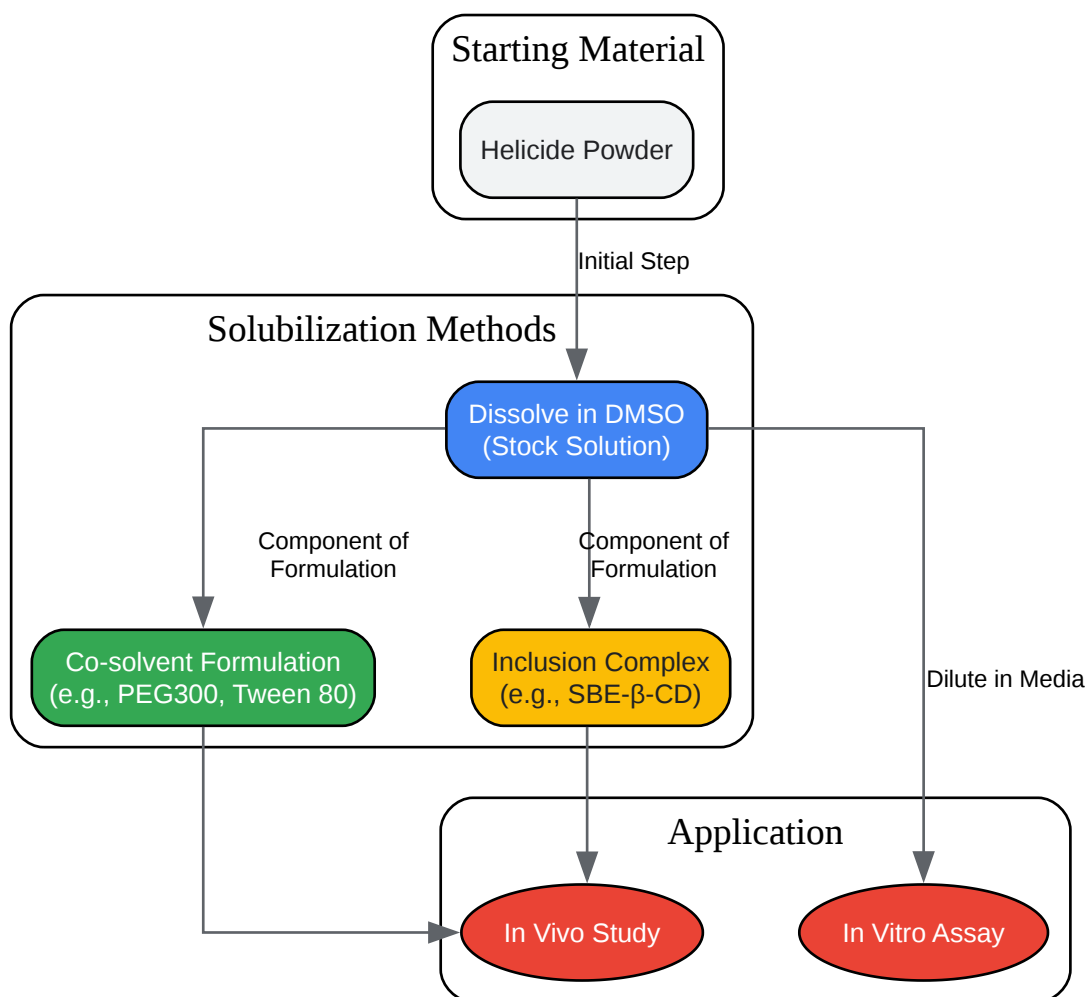 Starting Material
Helicide Powder
Initial Step
Solubilization Methods
Dissolve in DMSO
(Stock Solution)
Component of
Formulation
Component of
Formulation
Co-solvent Formulation
(e.g., PEG300, Tween 80)
Inclusion Complex
(e.g., SBE-β-CD)
Dilute in Media
Application
In Vivo Study
In Vitro Assay